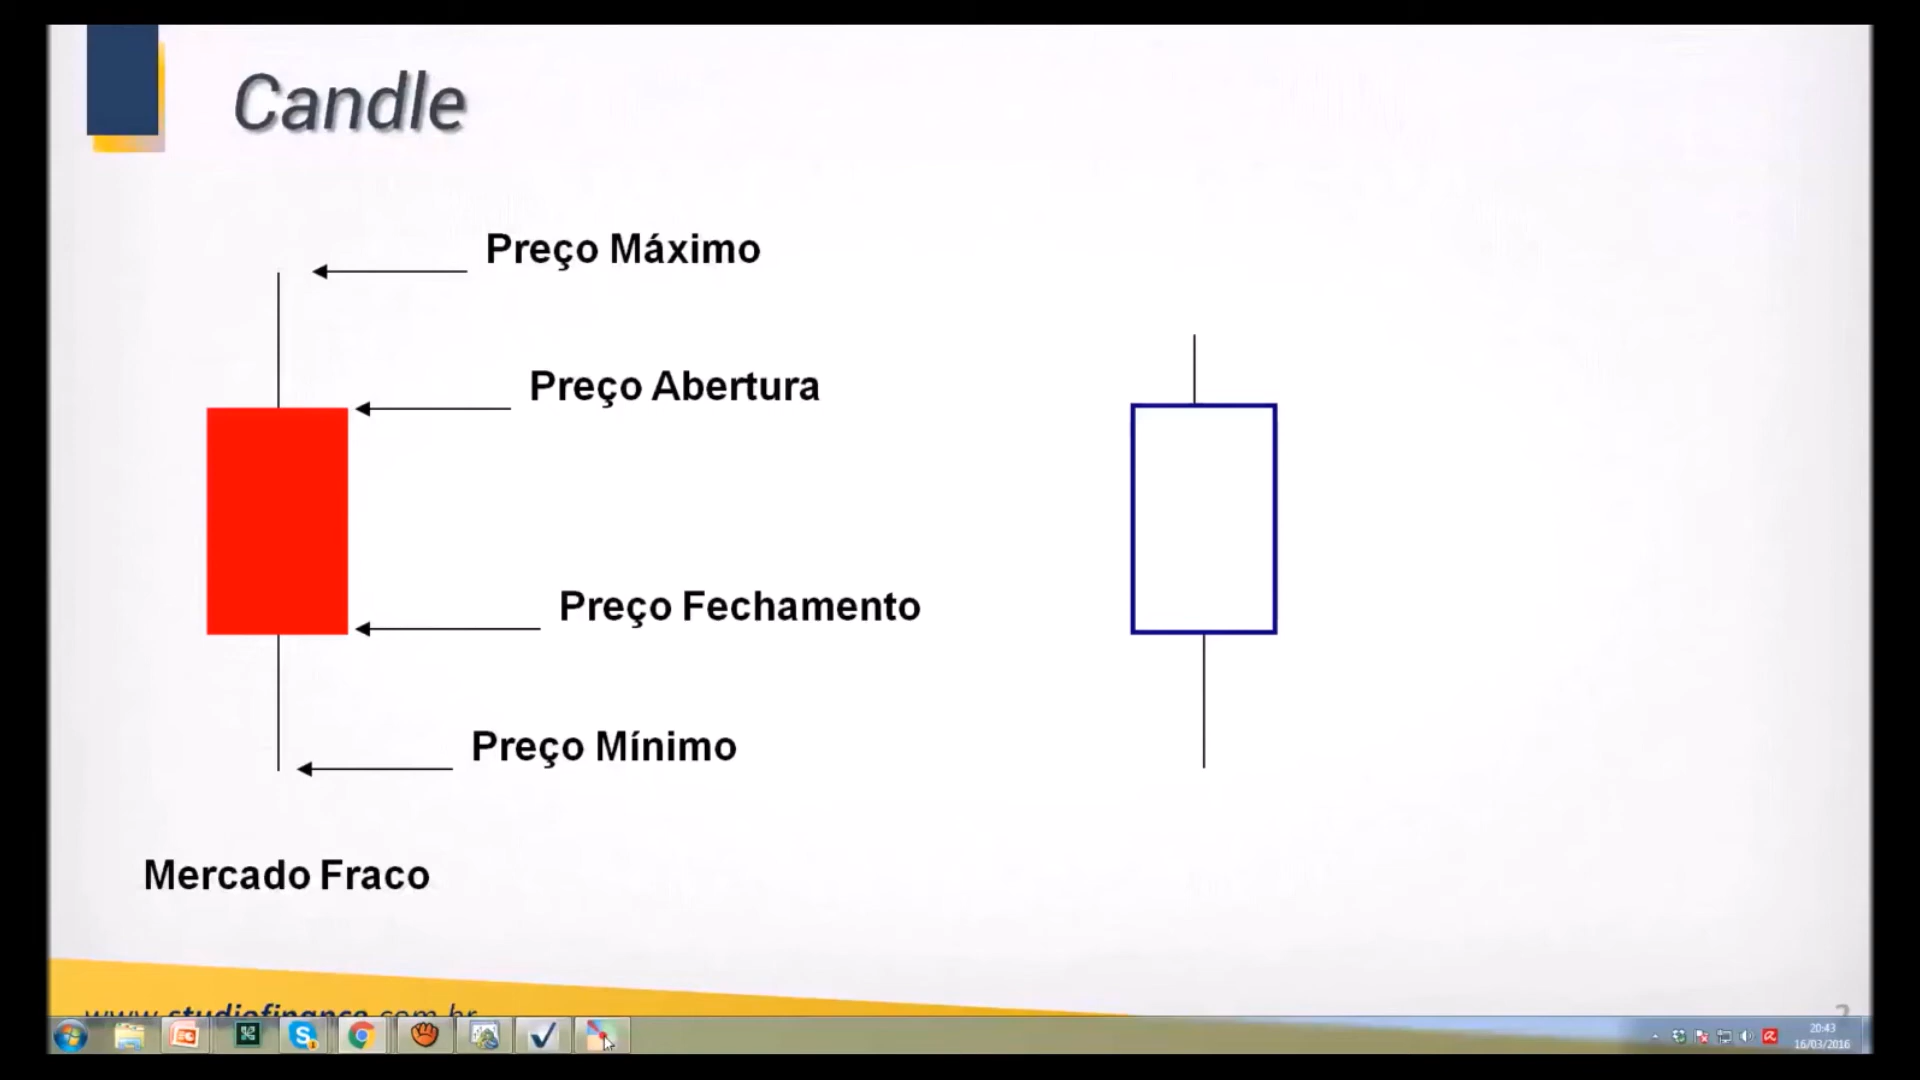 Candle
Preço Máximo
Preço Abertura
Preço Fechamento
Preço Mínimo
Mercado Fraco
www.studiofinance.com.br
2
20:43
16/03/2016